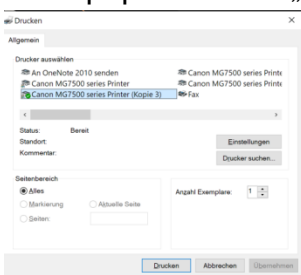 Drucken
Allgemein
Drucker auswählen
An OneNote 2010 senden
Canon MG7500 series Printe
Canon MG7500 series Printer
Canon MG7500 series Printe
Canon MG7500 series Printer (Kopie 3)
Fax
Status: Bereit
Standort:
Kommentar:
Einstellungen
Drucker suchen...
Seitenbereich
Alles
Markierung
Aktuelle Seite
Seiten:
Anzahl Exemplare: 1
Drucken
Abbrechen
Übernehmen